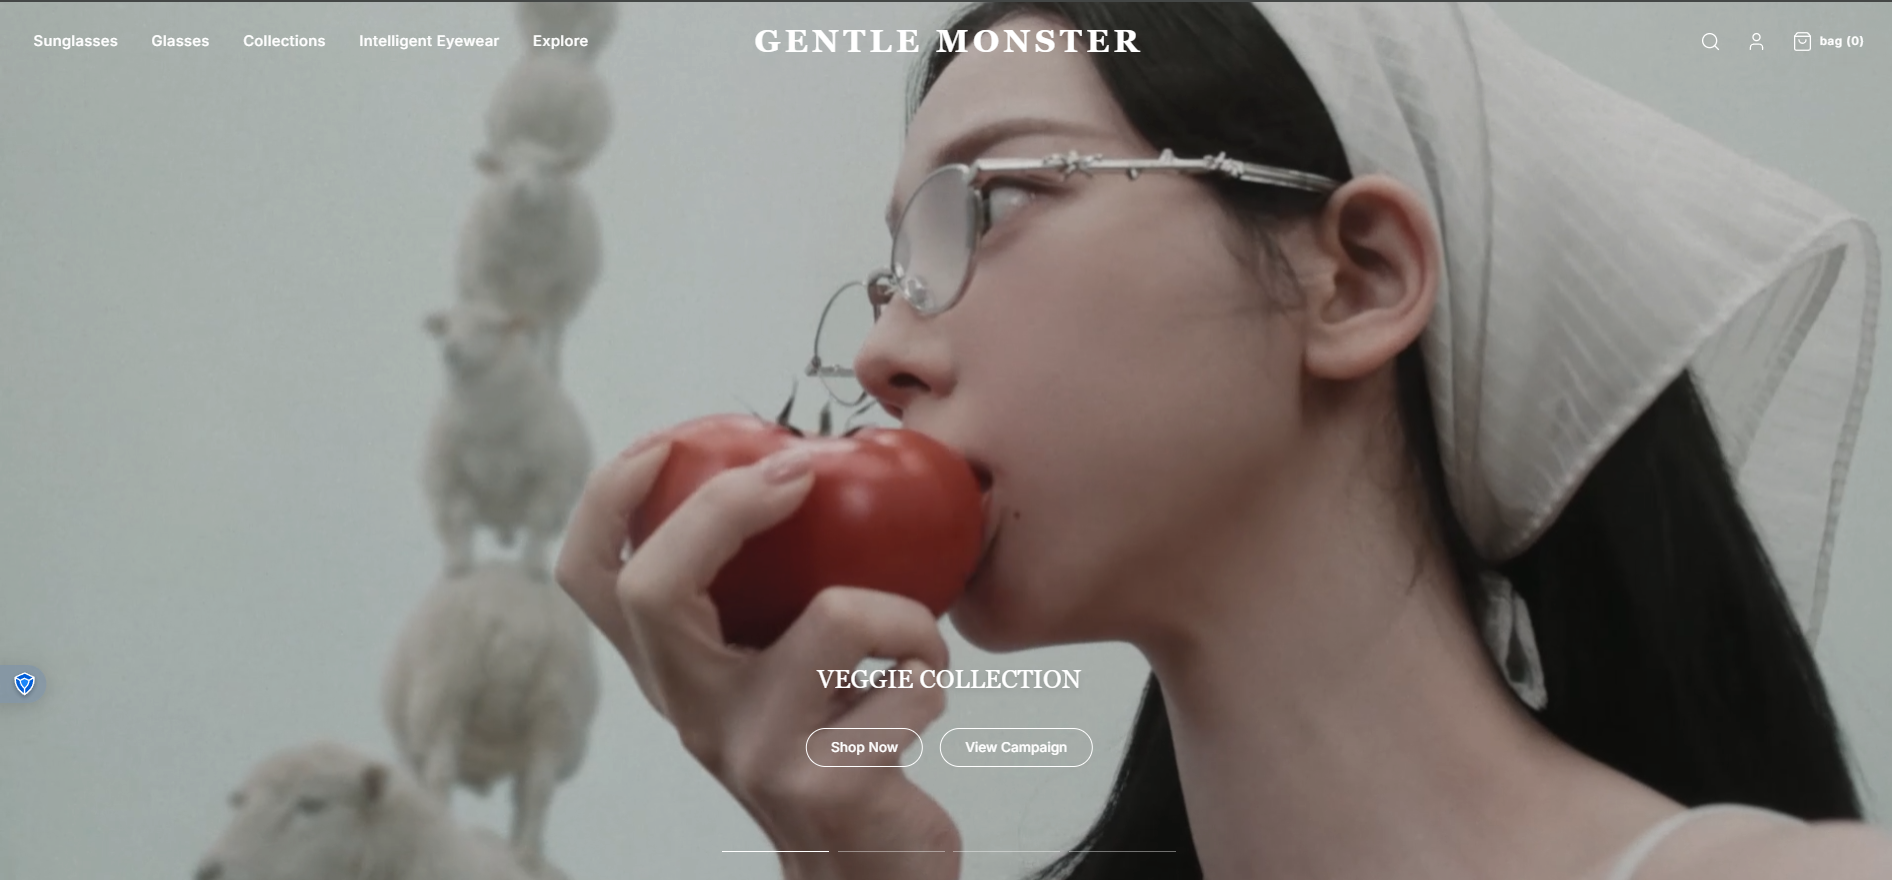 Sunglasses
Glasses
Collections
Intelligent Eyewear
Explore
GENTLE MONSTER
bag (0)
VEGGIE COLLECTION
Shop Now
View Campaign